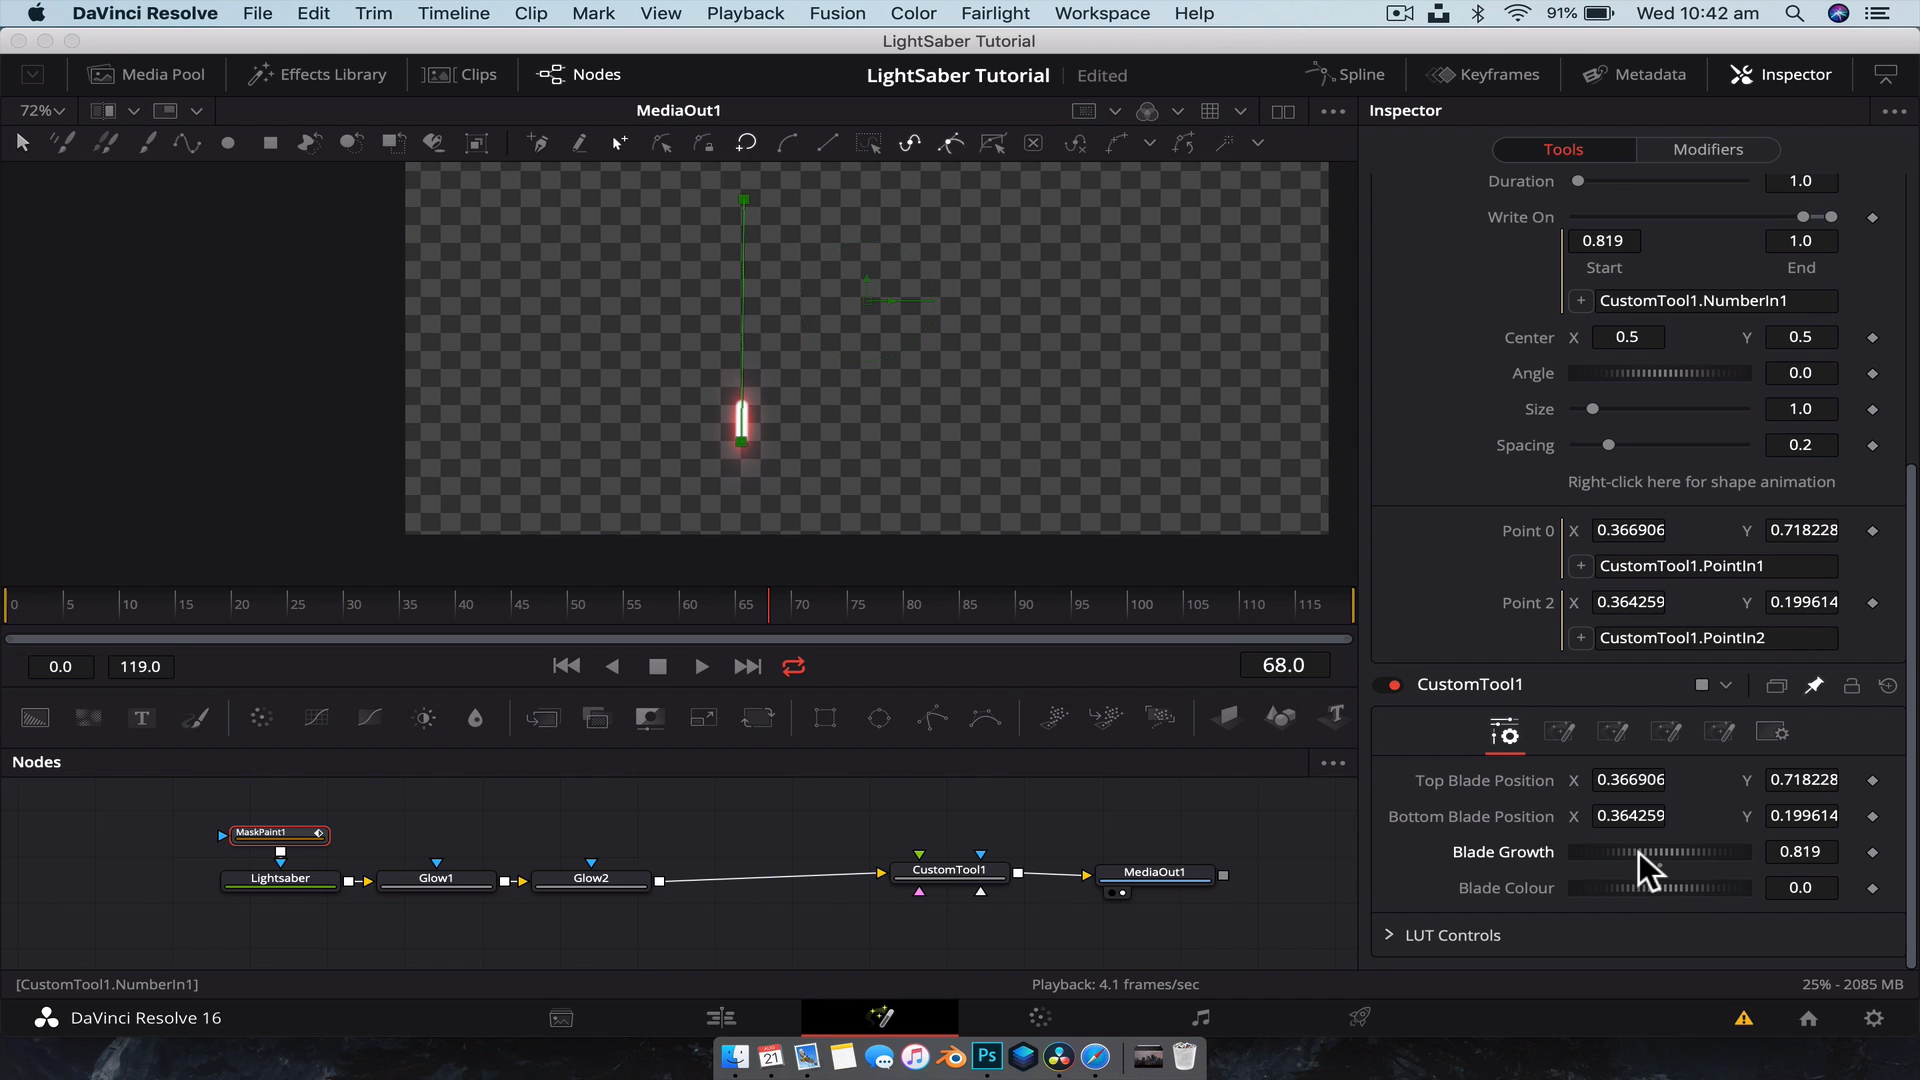 DaVinci Resolve File Edit Trim Timeline Clip Mark View Playback Fusion Color Fairlight Workspace Help 91% Wed 10:42 am
LightSaber Tutorial
Media Pool Effects Library Clips Nodes LightSaber Tutorial Edited Spline Keyframes Metadata Inspector
72% MediaOut1 Inspector
Tools Modifiers
Duration 1.0
Write On
0.819 1.0
Start End
CustomTool1.NumberIn1
Center X 0.5 Y 0.5
Angle 0.0
Size 1.0
Spacing 0.2
Right-click here for shape animation
Point 0 X 0.366906 Y 0.718228
CustomTool1.PointIn1
Point 2 X 0.364259 Y 0.199614
CustomTool1.PointIn2
0 5 10 15 20 25 30 35 40 45 50 55 60 65 70 75 80 85 90 95 100 105 110 115
0.0 119.0 68.0
CustomTool1
T T
Nodes
Top Blade Position X 0.366906 Y 0.718228
Bottom Blade Position X 0.364259 Y 0.199614
Blade Growth 0.819
Blade Colour 0.0
LUT Controls
MaskPaint1
Lightsaber Glow1 Glow2 CustomTool1 MediaOut1
[CustomTool1.NumberIn1] Playback: 4.1 frames/sec 25% - 2085 MB
DaVinci Resolve 16
AUG
21
Ps